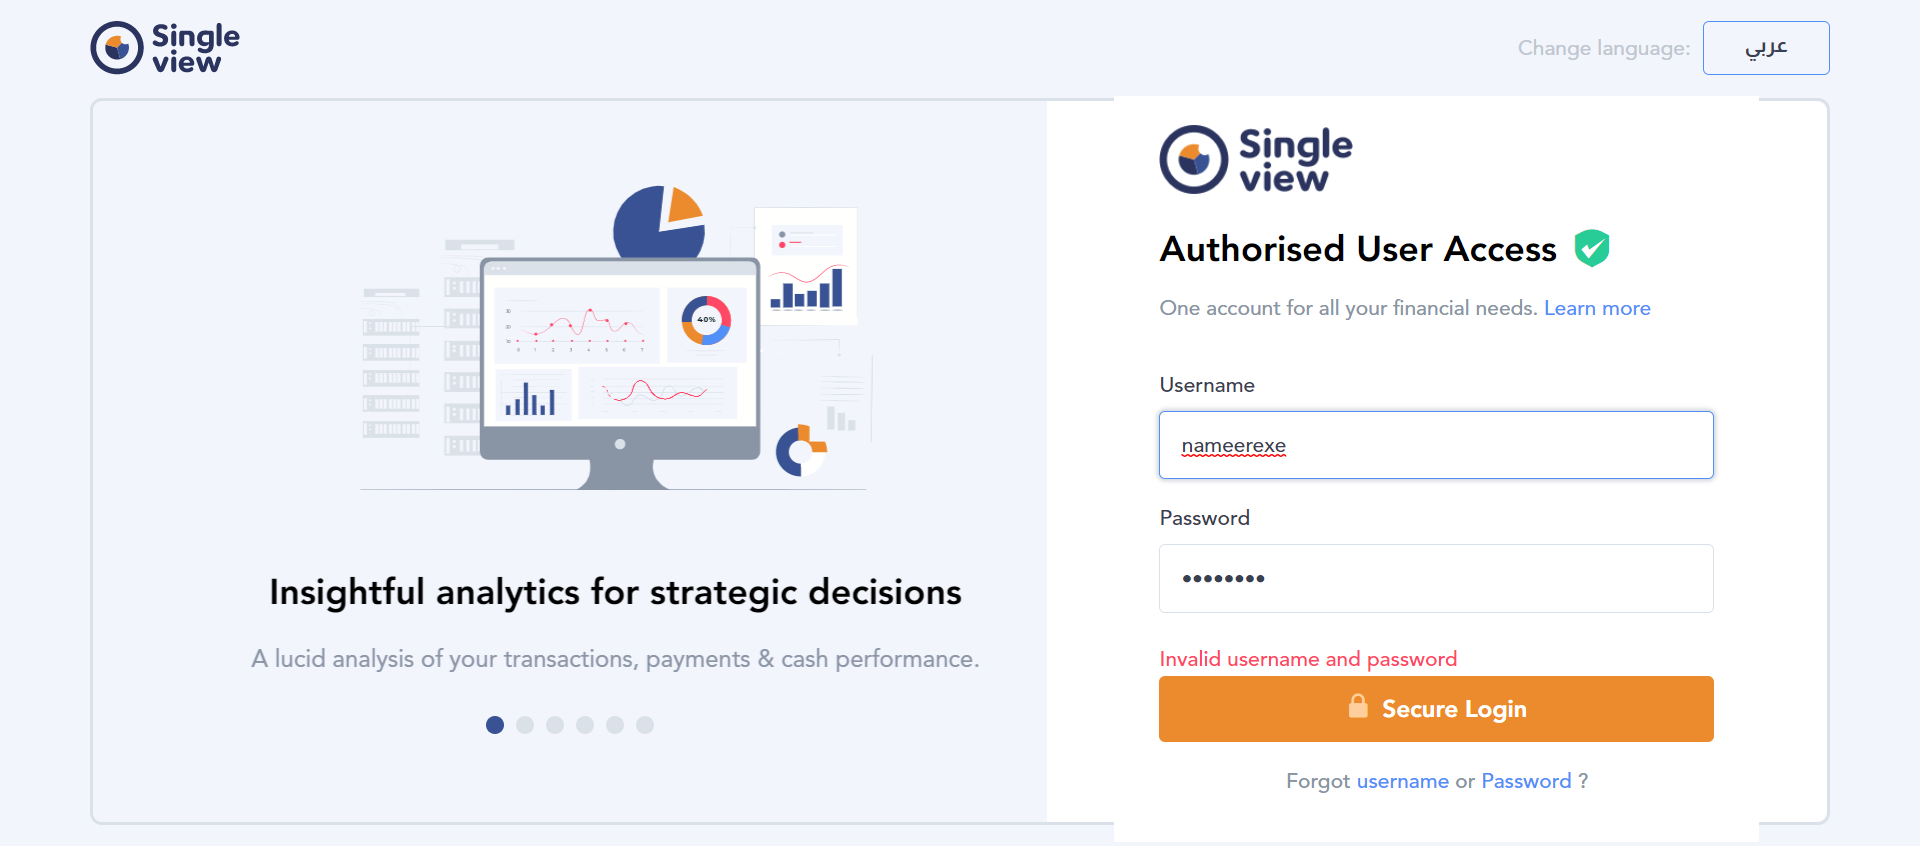 Single
view
Change language:
عربي
Single
view
Authorised User Access
One account for all your financial needs. Learn more
Username
nameerexe
Password
••••••••
Invalid username and password
Secure Login
Forgot username or Password ?
40%
Insightful analytics for strategic decisions
A lucid analysis of your transactions, payments & cash performance.